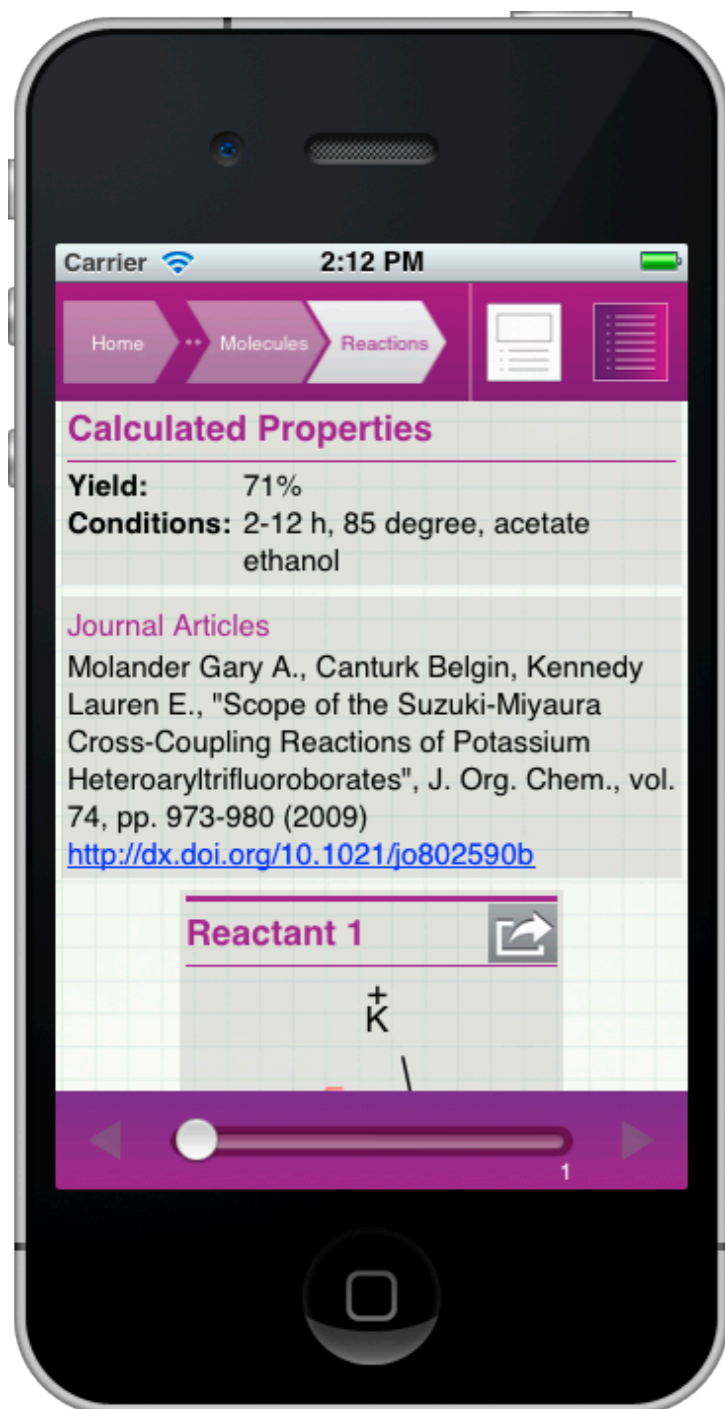 Carrier 2:12 PM
Home Molecules Reactions
Calculated Properties
Yield: 71%
Conditions: 2-12 h, 85 degree, acetate
ethanol
Journal Articles
Molander Gary A., Canturk Belgin, Kennedy
Lauren E., "Scope of the Suzuki-Miyaura
Cross-Coupling Reactions of Potassium
Heteroaryltrifluoroborates", J. Org. Chem., vol.
74, pp. 973-980 (2009)
http://dx.doi.org/10.1021/jo802590b
Reactant 1
+
K
1